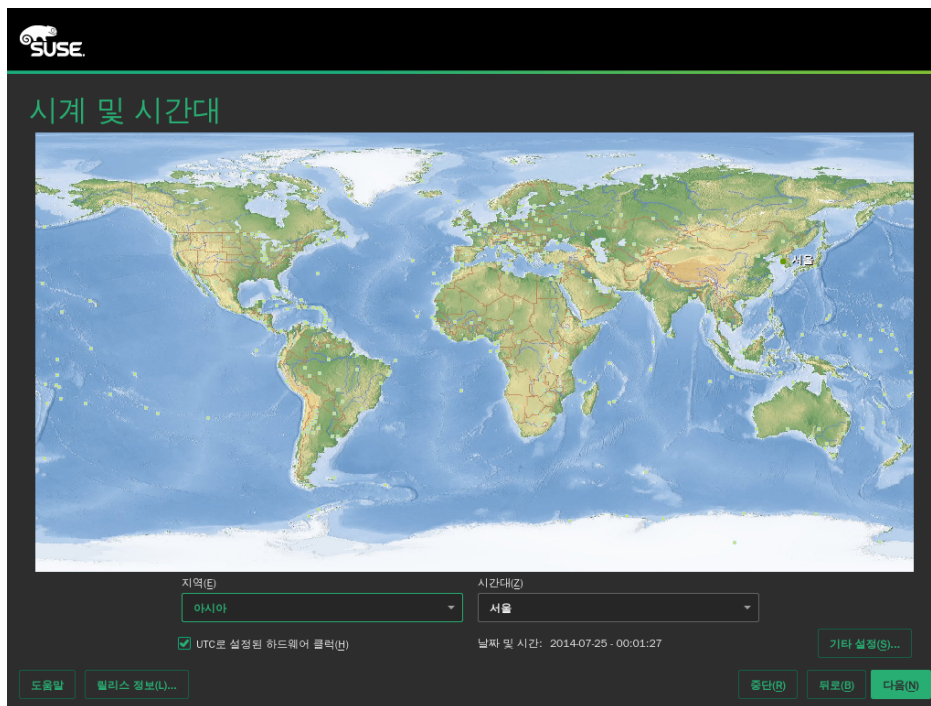 SUSE.
시계 및 시간대
서울
지역(E)
시간대(Z)
아시아
서울
UTC로 설정된 하드웨어 클럭(H)
날짜 및 시간: 2014-07-25 - 00:01:27
기타 설정(S)...
도움말
릴리스 정보(L)...
중단(R)
뒤로(B)
다음(N)